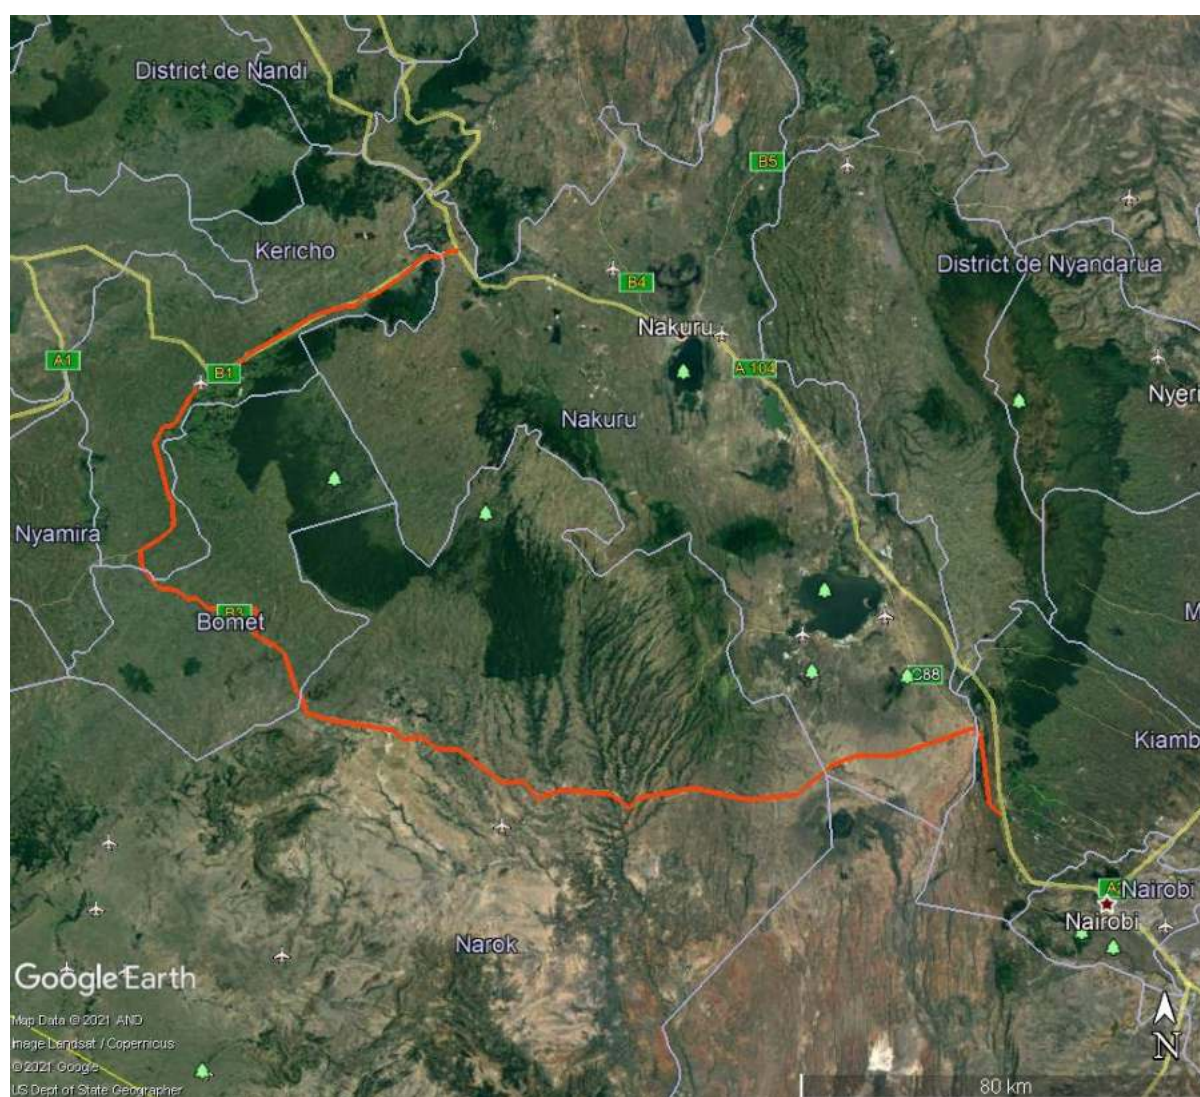 District de Nandi
B5
Kericho
District de Nyandarua
B4
Nakuru
A1
B1
A 104
Nyeri
Nakuru
Nyamira
B3
Bomet
C88
Kiamb
Nairobi
Nairobi
Narok
Google Earth
Map Data © 2021 AND
Image Landsat / Copernicus
© 2021 Google
US Dept of State Geographer
N
80 km